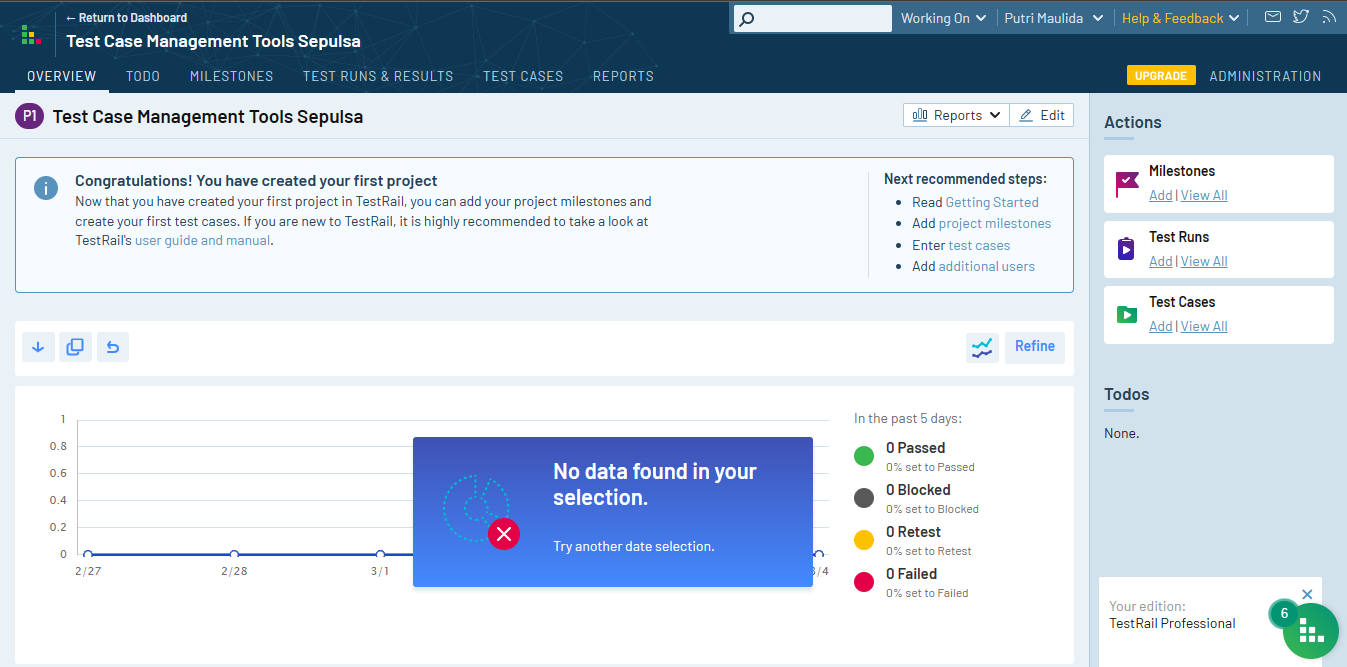 ← Return to Dashboard
Test Case Management Tools Sepulsa
Working On
Putri Maulida
Help & Feedback
OVERVIEW
TODO
MILESTONES
TEST RUNS & RESULTS
TEST CASES
REPORTS
UPGRADE
ADMINISTRATION
P1
Test Case Management Tools Sepulsa
Reports
Edit
i
Congratulations! You have created your first project
Now that you have created your first project in TestRail, you can add your project milestones and
create your first test cases. If you are new to TestRail, it is highly recommended to take a look at
TestRail's user guide and manual.
Next recommended steps:
• Read Getting Started
• Add project milestones
• Enter test cases
• Add additional users
Refine
1
0.8
0.6
0.4
0.2
0
2/27
2/28
3/1
3/4
No data found in your
selection.
Try another date selection.
In the past 5 days:
0 Passed
0% set to Passed
0 Blocked
0% set to Blocked
0 Retest
0% set to Retest
0 Failed
0% set to Failed
Actions
Milestones
Add | View All
Test Runs
Add | View All
Test Cases
Add | View All
Todos
None.
Your edition:
TestRail Professional
6